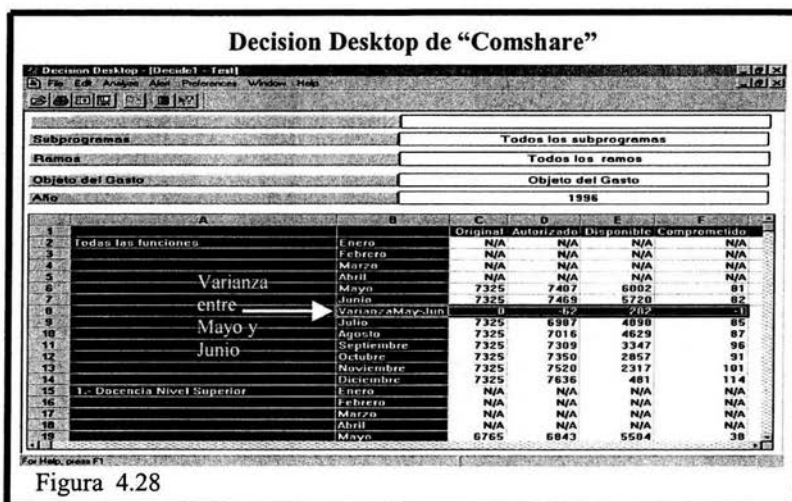 Decision Desktop de “Comshare”
Decision Desktop - [Decide1 - Test]
File Edit Analyze Alert Preferences Window Help
Subprogramas Todos los subprogramas
Ramos Todos los ramos
Objeto del Gasto Objeto del Gasto
Año 1996
A B C D E F
1 Original Autorizado Disponible Comprometido
2 Todas las funciones Enero N/A N/A N/A N/A
3 Febrero N/A N/A N/A N/A
4 Marzo N/A N/A N/A N/A
5 Abril N/A N/A N/A N/A
6 Mayo 7325 7407 6002 81
7 Junio 7325 7469 5720 82
8 VarianzaMay-Jun 0 -62 282 -1
9 Julio 7325 6987 4898 85
10 Agosto 7325 7016 4629 87
11 Septiembre 7325 7309 3347 96
12 Octubre 7325 7350 2857 91
13 Noviembre 7325 7520 2317 101
14 Diciembre 7325 7636 481 114
15 1.- Docencia Nivel Superior Enero N/A N/A N/A N/A
16 Febrero N/A N/A N/A N/A
17 Marzo N/A N/A N/A N/A
18 Abril N/A N/A N/A N/A
19 Mayo 6765 6843 5504 38
Varianza
entre
Mayo y
Junio
For Help, press F1
Figura 4.28